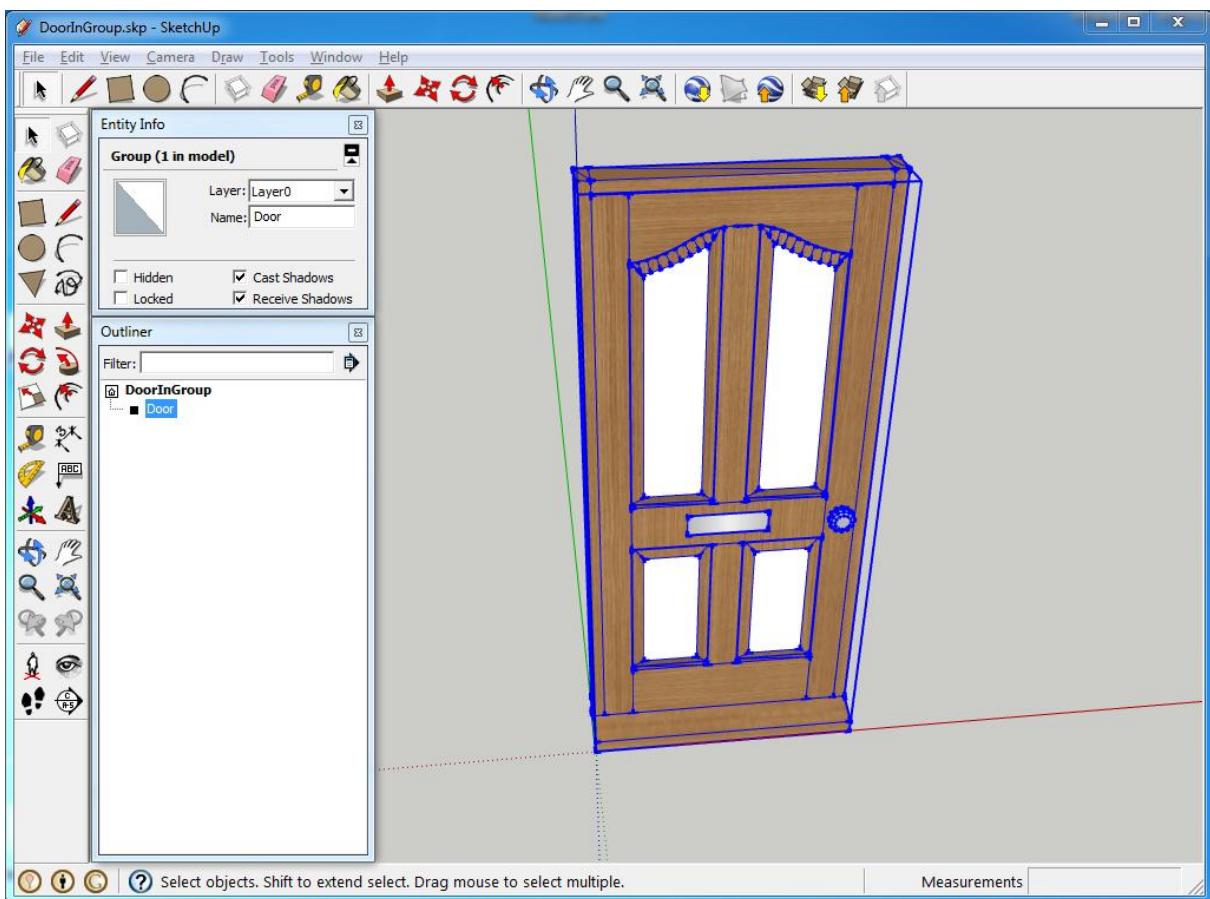 DoorInGroup.skp - SketchUp
File Edit View Camera Draw Tools Window Help
Entity Info
Group (1 in model)
Layer: Layer0
Name: Door
Hidden
Cast Shadows
Locked
Receive Shadows
Outliner
Filter:
DoorInGroup
Door
ABC
A
C
A-S
Select objects. Shift to extend select. Drag mouse to select multiple.
Measurements